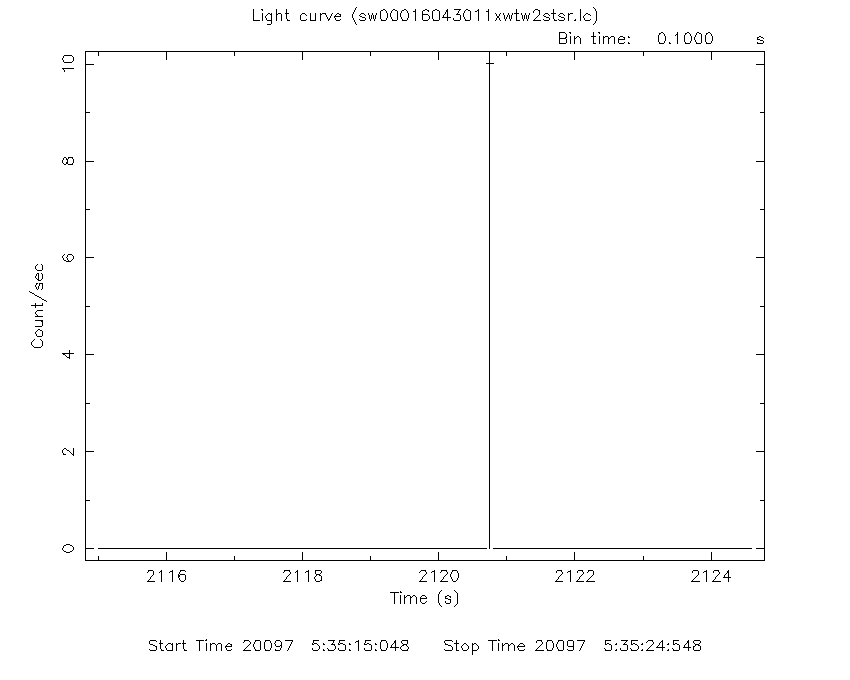 Light curve (sw00016043011xwtw2stsr.lc)
Bin time: 0.1000 s
10
8
6
4
2
0
Count/sec
2116 2118 2120 2122 2124
Time (s)
Start Time 20097 5:35:15:048 Stop Time 20097 5:35:24:548